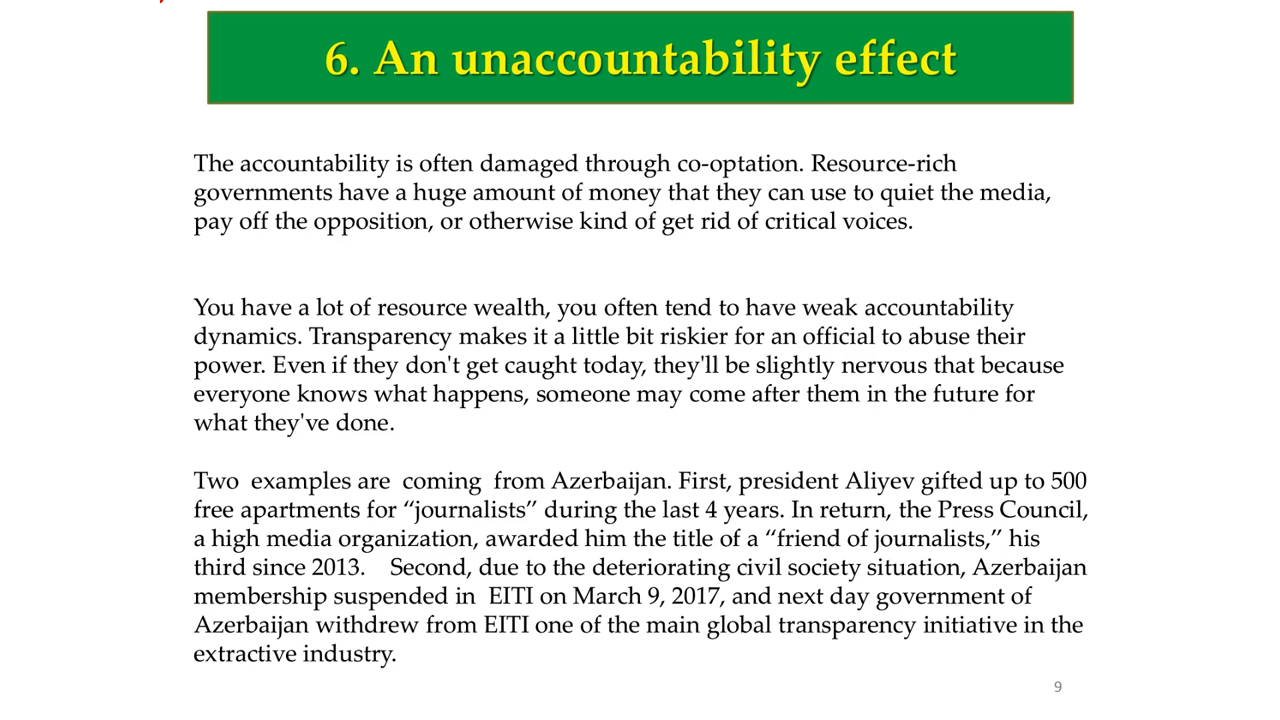 6. An unaccountability effect
The accountability is often damaged through co-optation. Resource-rich
governments have a huge amount of money that they can use to quiet the media,
pay off the opposition, or otherwise kind of get rid of critical voices.
You have a lot of resource wealth, you often tend to have weak accountability
dynamics. Transparency makes it a little bit riskier for an official to abuse their
power. Even if they don't get caught today, they'll be slightly nervous that because
everyone knows what happens, someone may come after them in the future for
what they've done.
Two examples are coming from Azerbaijan. First, president Aliyev gifted up to 500
free apartments for “journalists” during the last 4 years. In return, the Press Council,
a high media organization, awarded him the title of a “friend of journalists,” his
third since 2013. Second, due to the deteriorating civil society situation, Azerbaijan
membership suspended in EITI on March 9, 2017, and next day government of
Azerbaijan withdrew from EITI one of the main global transparency initiative in the
extractive industry.
9